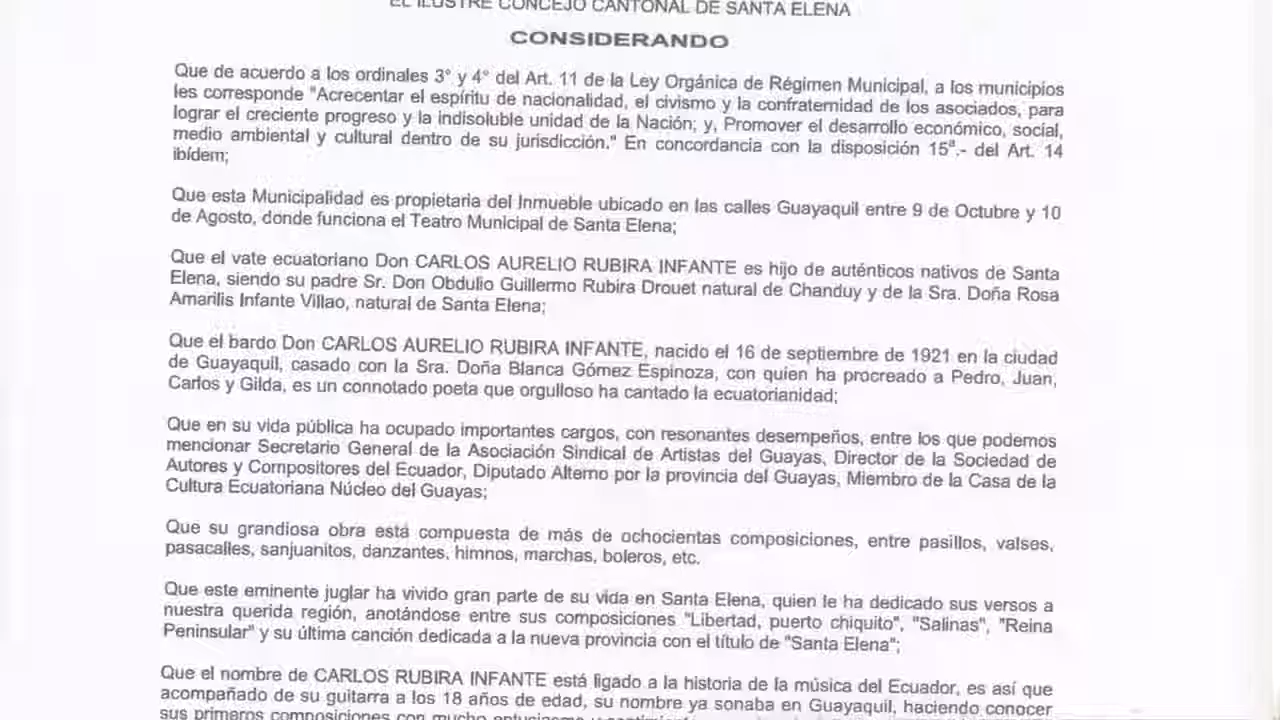 EL ILUSTRE CONCEJO CANTONAL DE SANTA ELENA
CONSIDERANDO
Que de acuerdo a los ordinales 3° y 4° del Art. 11 de la Ley Orgánica de Régimen Municipal, a los municipios
les corresponde "Acrecentar el espíritu de nacionalidad, el civismo y la confraternidad de los asociados, para
lograr el creciente progreso y la indisoluble unidad de la Nación; y, Promover el desarrollo económico, social,
medio ambiental y cultural dentro de su jurisdicción." En concordancia con la disposición 15ª.- del Art. 14
ibídem;
Que esta Municipalidad es propietaria del Inmueble ubicado en las calles Guayaquil entre 9 de Octubre y 10
de Agosto, donde funciona el Teatro Municipal de Santa Elena;
Que el vate ecuatoriano Don CARLOS AURELIO RUBIRA INFANTE es hijo de auténticos nativos de Santa
Elena, siendo su padre Sr. Don Obdulio Guillermo Rubira Drouet natural de Chanduy y de la Sra. Doña Rosa
Amarilis Infante Villao, natural de Santa Elena;
Que el bardo Don CARLOS AURELIO RUBIRA INFANTE, nacido el 16 de septiembre de 1921 en la ciudad
de Guayaquil, casado con la Sra. Doña Blanca Gómez Espinoza, con quien ha procreado a Pedro, Juan,
Carlos y Gilda, es un connotado poeta que orgulloso ha cantado la ecuatorianidad;
Que en su vida pública ha ocupado importantes cargos, con resonantes desempeños, entre los que podemos
mencionar Secretario General de la Asociación Sindical de Artistas del Guayas, Director de la Sociedad de
Autores y Compositores del Ecuador, Diputado Alterno por la provincia del Guayas, Miembro de la Casa de la
Cultura Ecuatoriana Núcleo del Guayas;
Que su grandiosa obra está compuesta de más de ochocientas composiciones, entre pasillos, valses,
pasacalles, sanjuanitos, danzantes, himnos, marchas, boleros, etc.
Que este eminente juglar ha vivido gran parte de su vida en Santa Elena, quien le ha dedicado sus versos a
nuestra querida región, anotándose entre sus composiciones "Libertad, puerto chiquito", "Salinas", "Reina
Peninsular" y su última canción dedicada a la nueva provincia con el título de "Santa Elena";
Que el nombre de CARLOS RUBIRA INFANTE está ligado a la historia de la música del Ecuador, es así que
acompañado de su guitarra a los 18 años de edad, su nombre ya sonaba en Guayaquil, haciendo conocer
sus primeros composiciones con mucho entusiasmo y